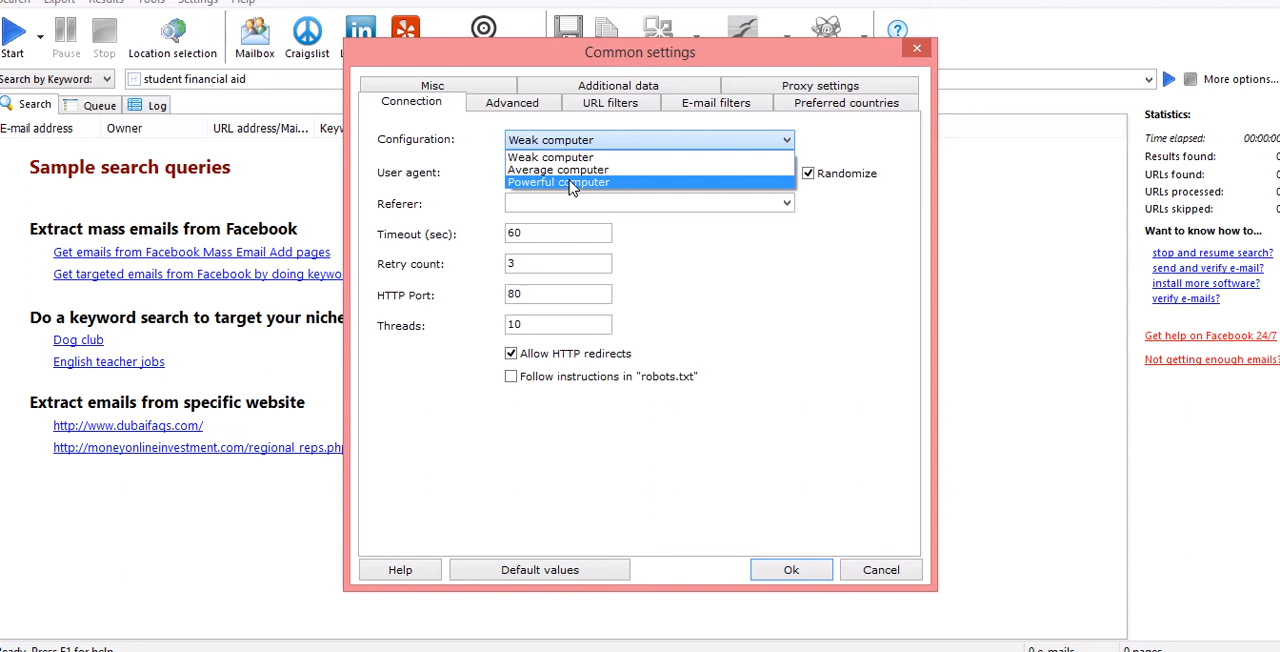 Search Export Results Tools Settings Help
Start
Pause
Stop
Location selection
Mailbox
Craigslist
Common settings
Search by Keyword:
student financial aid
More options...
Search
Queue
Log
E-mail address
Owner
URL address/Mai...
Misc
Additional data
Proxy settings
Connection
Advanced
URL filters
E-mail filters
Preferred countries
Configuration:
Weak computer
Weak computer
Average computer
Powerful computer
User agent:
Randomize
Referer:
Timeout (sec):
60
Retry count:
3
HTTP Port:
80
Threads:
10
Allow HTTP redirects
Follow instructions in "robots.txt"
Help
Default values
Ok
Cancel
Sample search queries
Extract mass emails from Facebook
Get emails from Facebook Mass Email Add pages
Get targeted emails from Facebook by doing keywo
Do a keyword search to target your niche
Dog club
English teacher jobs
Extract emails from specific website
http://www.dubaifaqs.com/
http://moneyonlineinvestment.com/regional_reps.php
Statistics:
Time elapsed: 00:00:0
Results found:
URLs found:
URLs processed:
URLs skipped:
Want to know how to...
stop and resume search?
send and verify e-mail?
install more software?
verify e-mails?
Get help on Facebook 24/7
Not getting enough emails?
Ready. Press F1 for help
0 e-mails
0 pages